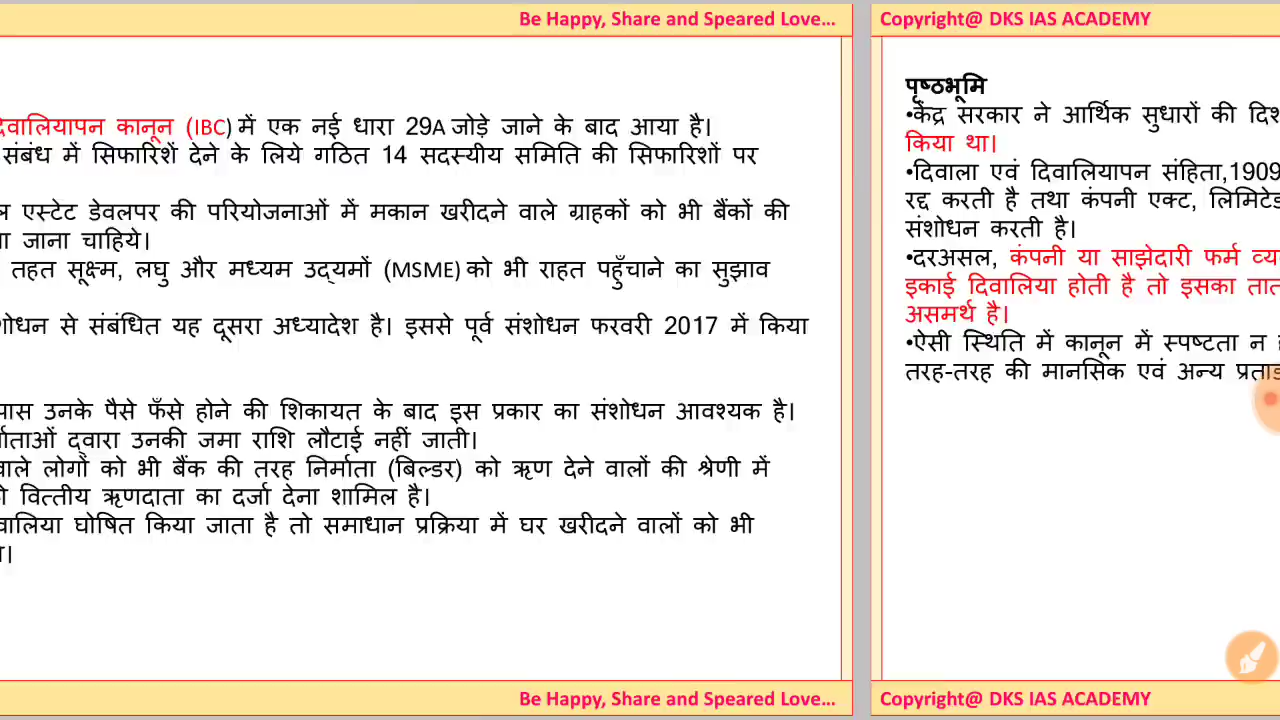 Be Happy, Share and Speared Love...
दिवालियापन कानून (IBC) में एक नई धारा 29A जोड़े जाने के बाद आया है।
संबंध में सिफारिशें देने के लिये गठित 14 सदस्यीय समिति की सिफारिशों पर
एस्टेट डेवलपर की परियोजनाओं में मकान खरीदने वाले ग्राहकों को भी बैंकों की
जाना चाहिये।
तहत सूक्ष्म, लघु और मध्यम उद्यमों (MSME) को भी राहत पहुँचाने का सुझाव
से संबंधित यह दूसरा अध्यादेश है। इससे पूर्व संशोधन फरवरी 2017 में किया
पास उनके पैसे फँसे होने की शिकायत के बाद इस प्रकार का संशोधन आवश्यक है।
द्वारा उनकी जमा राशि लौटाई नहीं जाती।
वाले लोगों को भी बैंक की तरह निर्माता (बिल्डर) को ऋण देने वालों की श्रेणी में
वित्तीय ऋणदाता का दर्जा देना शामिल है।
घोषित किया जाता है तो समाधान प्रक्रिया में घर खरीदने वालों को भी
Be Happy, Share and Speared Love...
Copyright@ DKS IAS ACADEMY
पृष्ठभूमि
•केंद्र सरकार ने आर्थिक सुधारों की
किया था।
•दिवाला एवं दिवालियापन संहिता,1909
रद्द करती है तथा कंपनी एक्ट,
संशोधन करती है।
•दरअसल, कंपनी या साझेदारी फर्म
इकाई दिवालिया होती है तो इसका
असमर्थ है।
•ऐसी स्थिति में कानून में स्पष्टता न
तरह-तरह की मानसिक एवं अन्य
Copyright@ DKS IAS ACADEMY